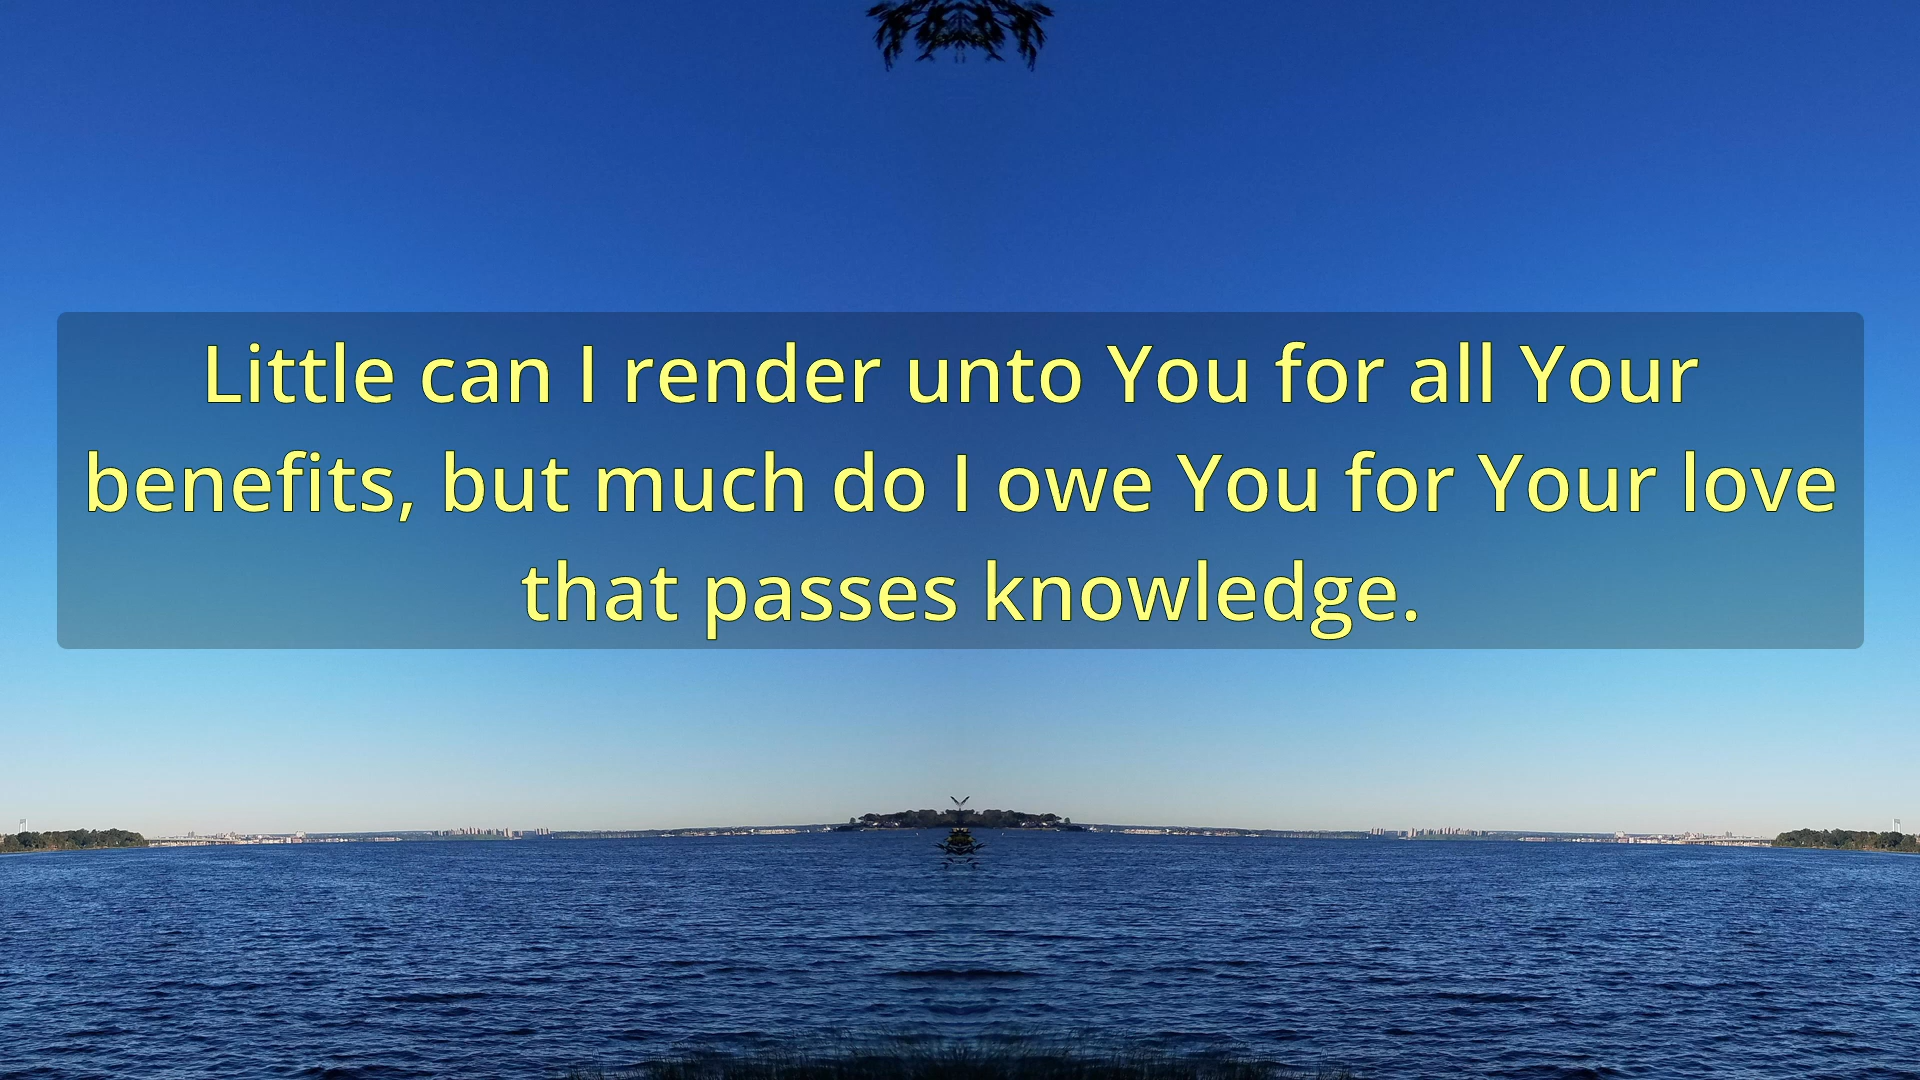 Little can I render unto You for all Your
benefits, but much do I owe You for Your love
that passes knowledge.